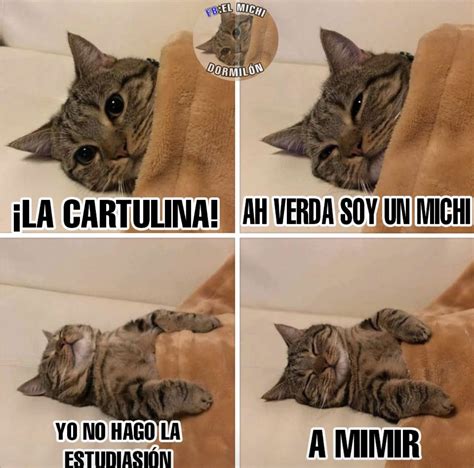 FB:EL MICHI
DORMILÓN
¡LA CARTULINA!
AH VERDA SOY UN MICHI
YO NO HAGO LA
ESTUDIASIÓN
A MIMIR